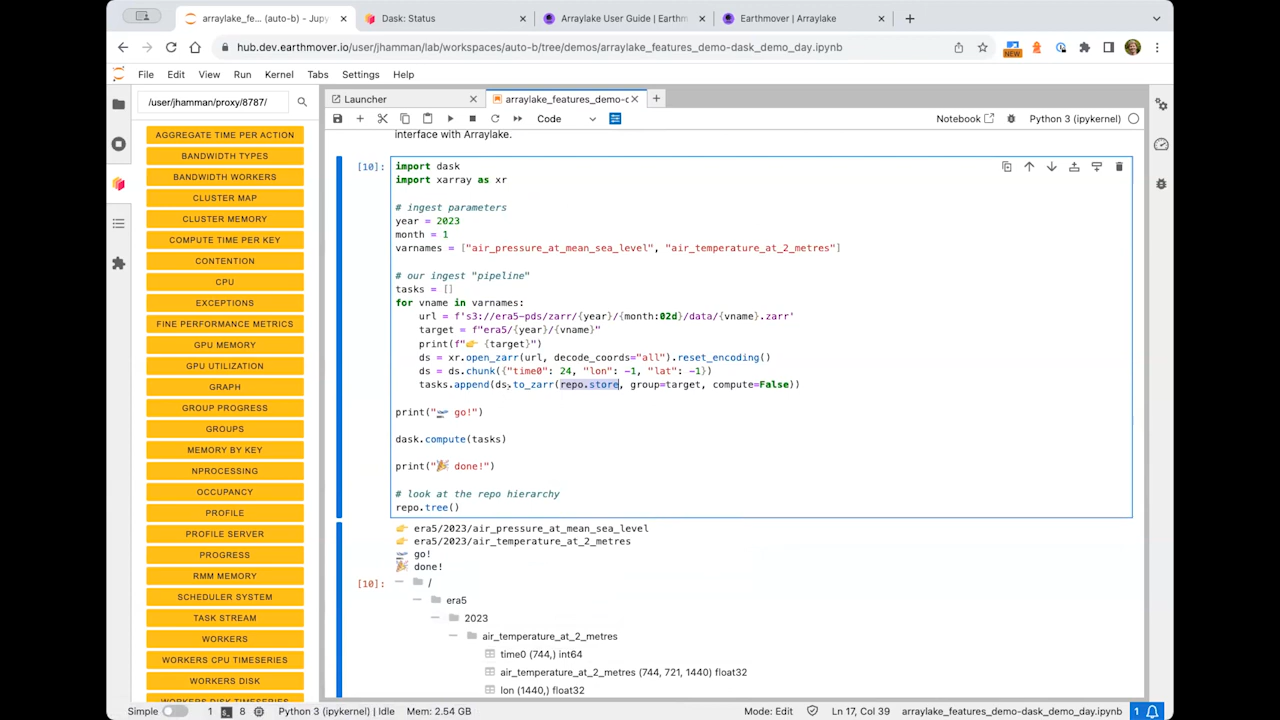 arraylake_fe... (auto-b) - Jupy
Dask: Status
Arraylake User Guide | Earthm
Earthmover | Arraylake
hub.dev.earthmover.io/user/jhamman/lab/workspaces/auto-b/tree/demos/arraylake_features_demo-dask_demo_day.ipynb
NEW
File Edit View Run Kernel Tabs Settings Help
/user/jhamman/proxy/8787/
AGGREGATE TIME PER ACTION
BANDWIDTH TYPES
BANDWIDTH WORKERS
CLUSTER MAP
CLUSTER MEMORY
COMPUTE TIME PER KEY
CONTENTION
CPU
EXCEPTIONS
FINE PERFORMANCE METRICS
GPU MEMORY
GPU UTILIZATION
GRAPH
GROUP PROGRESS
GROUPS
MEMORY BY KEY
NPROCESSING
OCCUPANCY
PROFILE
PROFILE SERVER
PROGRESS
RMM MEMORY
SCHEDULER SYSTEM
TASK STREAM
WORKERS
WORKERS CPU TIMESERIES
WORKERS DISK
WORKERS DISK TIMESERIES
Launcher
arraylake_features_demo-c
Code
Notebook
Python 3 (ipykernel)
interface with Arraylake.
[10]: import dask
import xarray as xr
# ingest parameters
year = 2023
month = 1
varnames = ["air_pressure_at_mean_sea_level", "air_temperature_at_2_metres"]
# our ingest "pipeline"
tasks = []
for vname in varnames:
url = f's3://era5-pds/zarr/{year}/{month:02d}/data/{vname}.zarr'
target = f"era5/{year}/{vname}"
print(f"👉 {target}")
ds = xr.open_zarr(url, decode_coords="all").reset_encoding()
ds = ds.chunk({"time0": 24, "lon": -1, "lat": -1})
tasks.append(ds.to_zarr(repo.store, group=target, compute=False))
print("🛫 go!")
dask.compute(tasks)
print("🎉 done!")
# look at the repo hierarchy
repo.tree()
👉 era5/2023/air_pressure_at_mean_sea_level
👉 era5/2023/air_temperature_at_2_metres
🛫 go!
🎉 done!
[10]: /
era5
2023
air_temperature_at_2_metres
time0 (744,) int64
air_temperature_at_2_metres (744, 721, 1440) float32
lon (1440,) float32
Simple 1 8 Python 3 (ipykernel) | Idle Mem: 2.54 GB Mode: Edit Ln 17, Col 39 arraylake_features_demo-dask_demo_day.ipynb 1